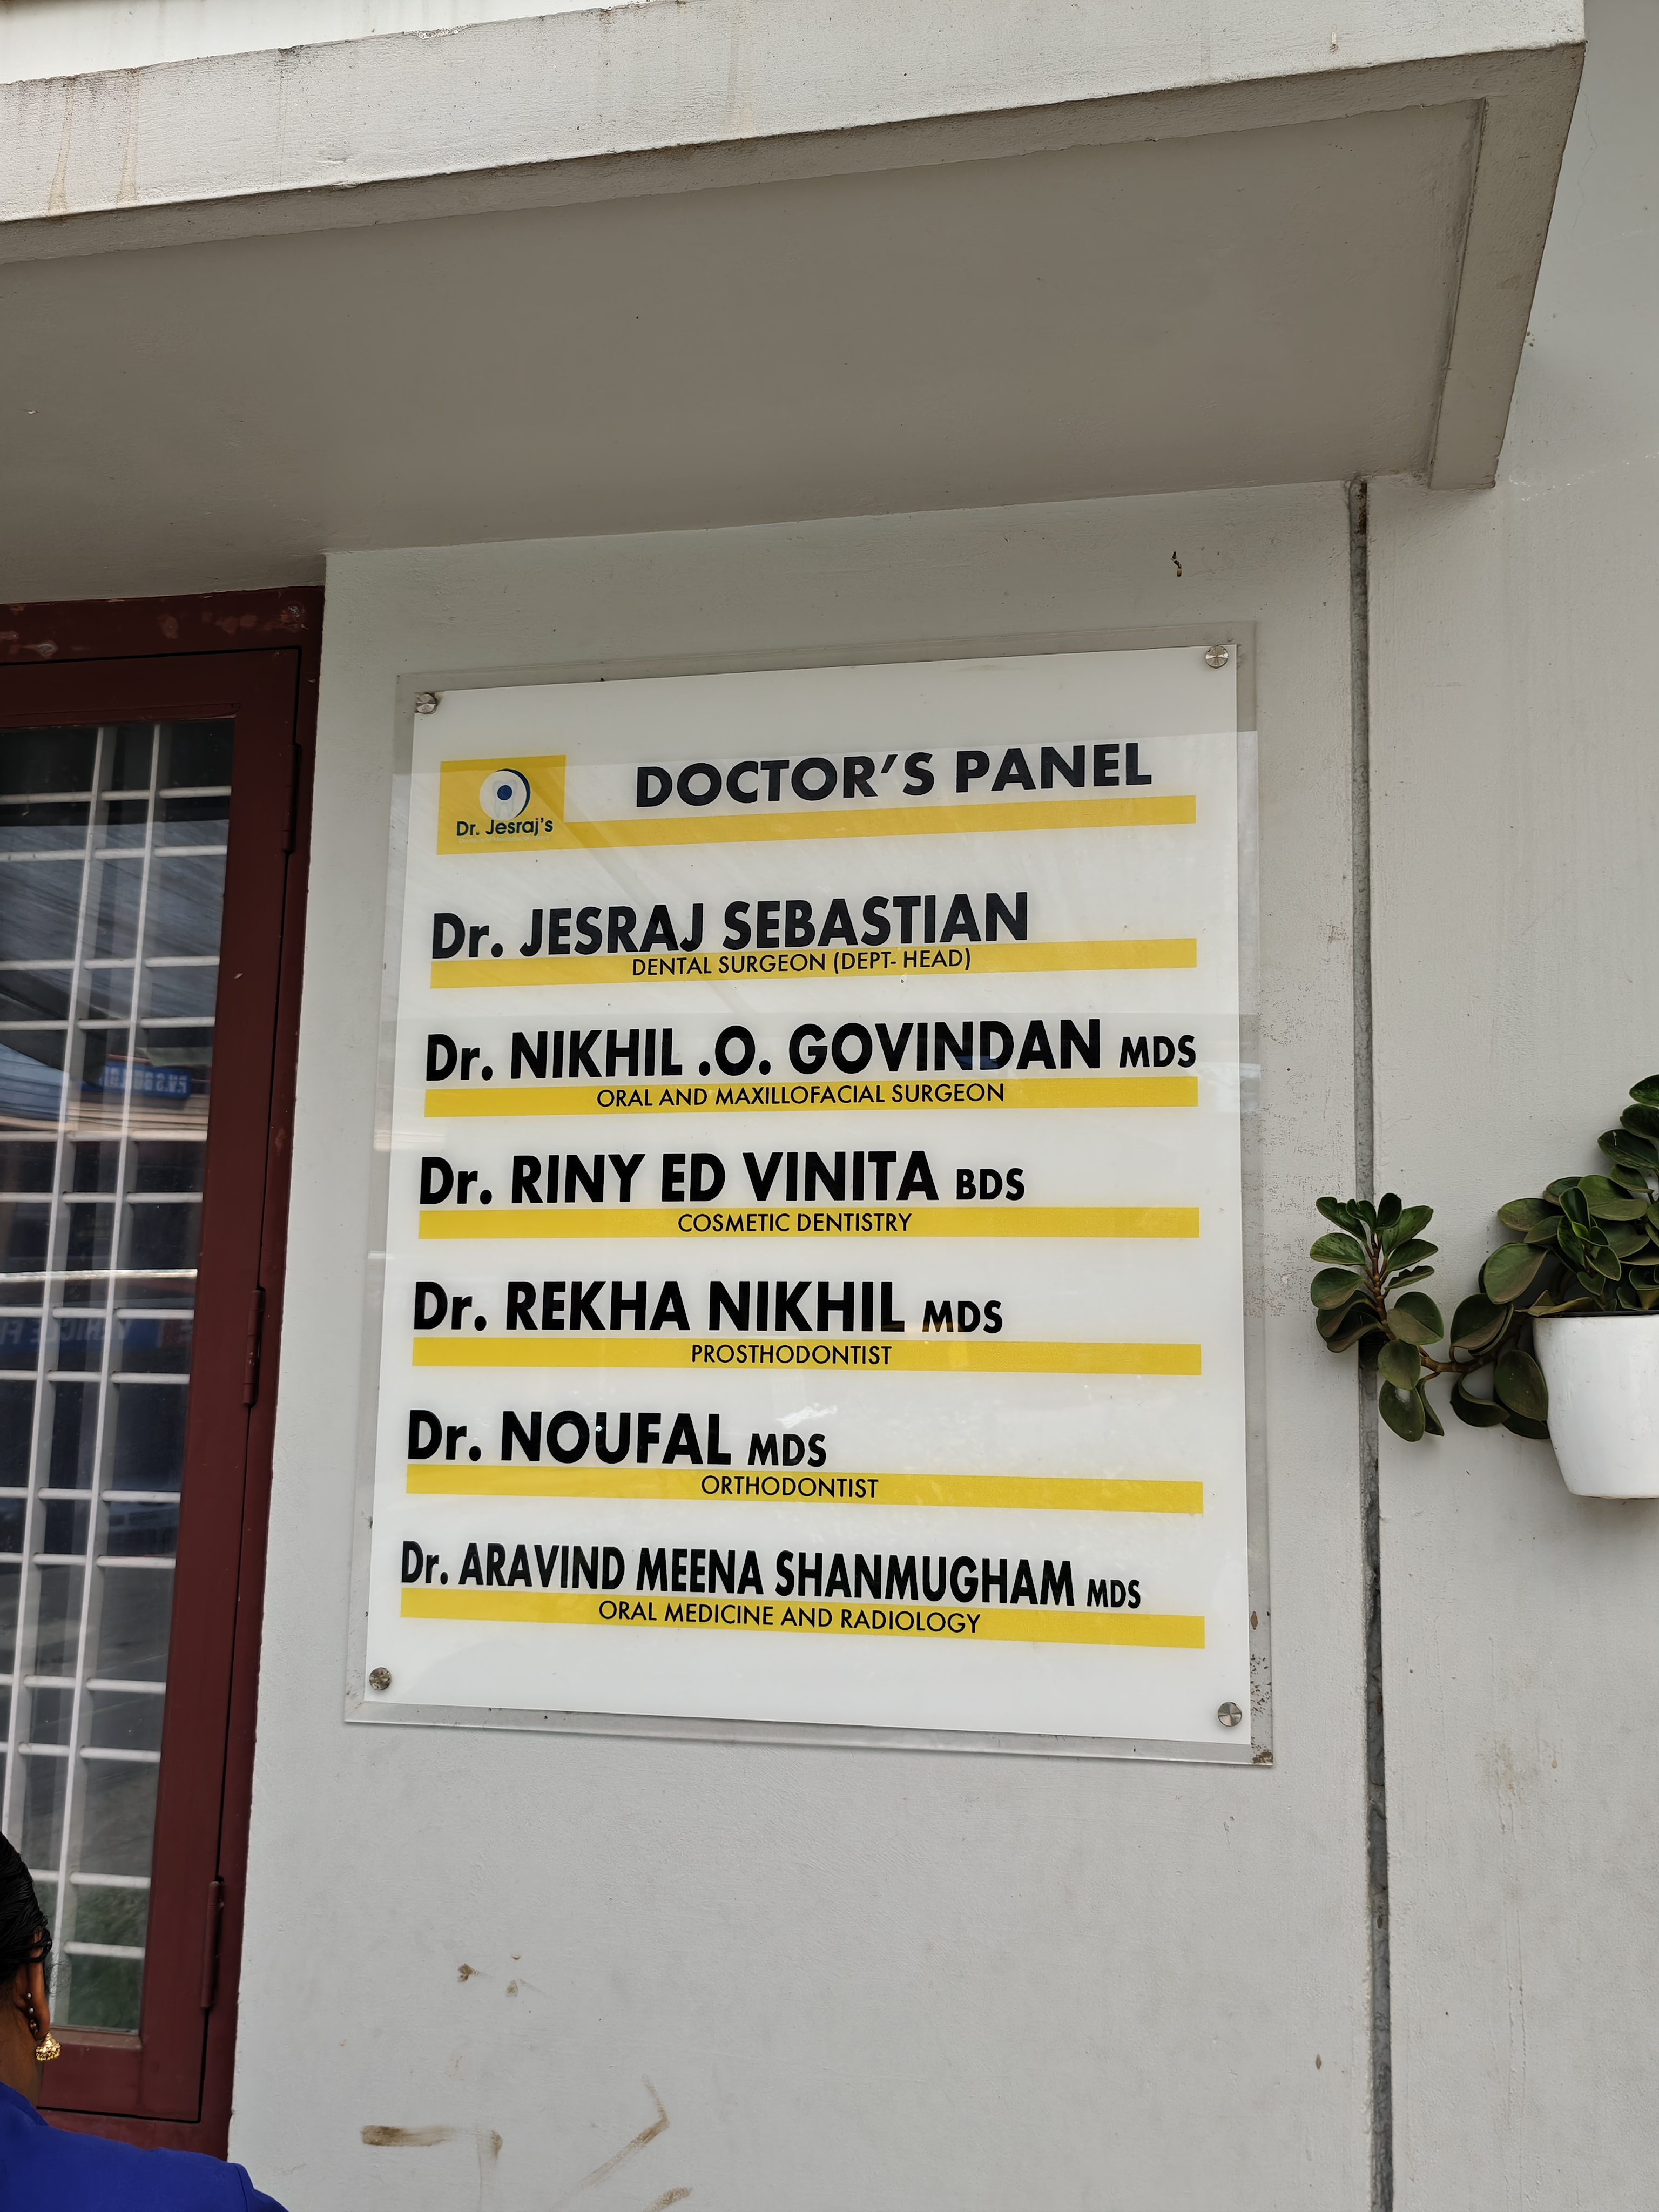 DOCTOR'S PANEL
Dr. Jesraj's
Dr. JESRAJ SEBASTIAN
DENTAL SURGEON (DEPT- HEAD)
Dr. NIKHIL .O. GOVINDAN MDS
ORAL AND MAXILLOFACIAL SURGEON
Dr. RINY ED VINITA BDS
COSMETIC DENTISTRY
Dr. REKHA NIKHIL MDS
PROSTHODONTIST
Dr. NOUFAL MDS
ORTHODONTIST
Dr. ARAVIND MEENA SHANMUGHAM MDS
ORAL MEDICINE AND RADIOLOGY